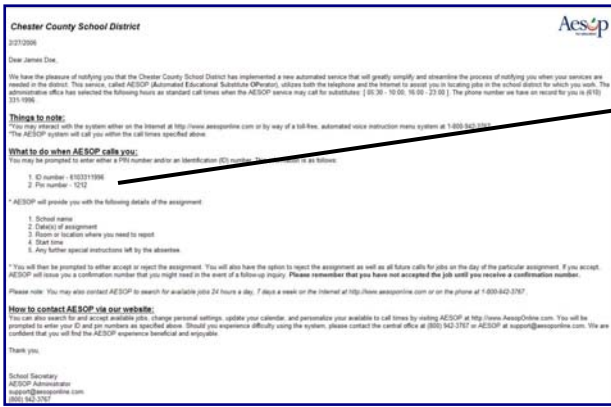 Chester County School District
Aesop
2/27/2006
Dear James Doe,
We have the pleasure of notifying you that the Chester County School District has implemented a new automated service that will greatly simplify and streamline the process of notifying you when your services are
needed in the district. This service, called AESOP (Automated Educational Substitute OPerator), utilizes both the telephone and the Internet to assist you in locating jobs in the school district for which you work. The
administrative office has selected the following hours as standard call times when the AESOP service may call for substitutes: [ 05:30 - 10:00, 16:00 - 23:00 ]. The phone number we have on record for you is (610)
331-1996.
Things to note:
*You may interact with the system either on the Internet at http://www.aesoponline.com or by way of a toll-free, automated voice instruction menu system at 1-800-942-3767.
*The AESOP system will call you within the call times specified above.
What to do when AESOP calls you:
You may be prompted to enter either a PIN number and/or an Identification (ID) number. is as follows:
1. ID number - 6103311996
2. Pin number - 1212
* AESOP will provide you with the following details of the assignment:
1. School name
2. Date(s) of assignment
3. Room or location where you need to report
4. Start time
5. Any further special instructions left by the absentee.
* You will then be prompted to either accept or reject the assignment. You will also have the option to reject the assignment as well as all future calls for jobs on the day of the particular assignment. If you accept,
AESOP will issue you a confirmation number that you might need in the event of a follow-up inquiry. Please remember that you have not accepted the job until you receive a confirmation number.
Please note: You may also contact AESOP to search for available jobs 24 hours a day, 7 days a week on the internet at http://www.aesoponline.com or on the phone at 1-800-942-3767.
How to contact AESOP via our website:
You can also search for and accept available jobs, change personal settings, update your calendar, and personalize your available to call times by visiting AESOP at http://www.AesopOnline.com. You will be
prompted to enter your ID and pin numbers as specified above. Should you experience difficulty using the system, please contact the central office at (800) 942-3767 or AESOP at support@aesoponline.com. We are
confident that you will find the AESOP experience beneficial and enjoyable.
Thank you,
School Secretary
AESOP Administrator
support@aesoponline.com
(800) 942-3767